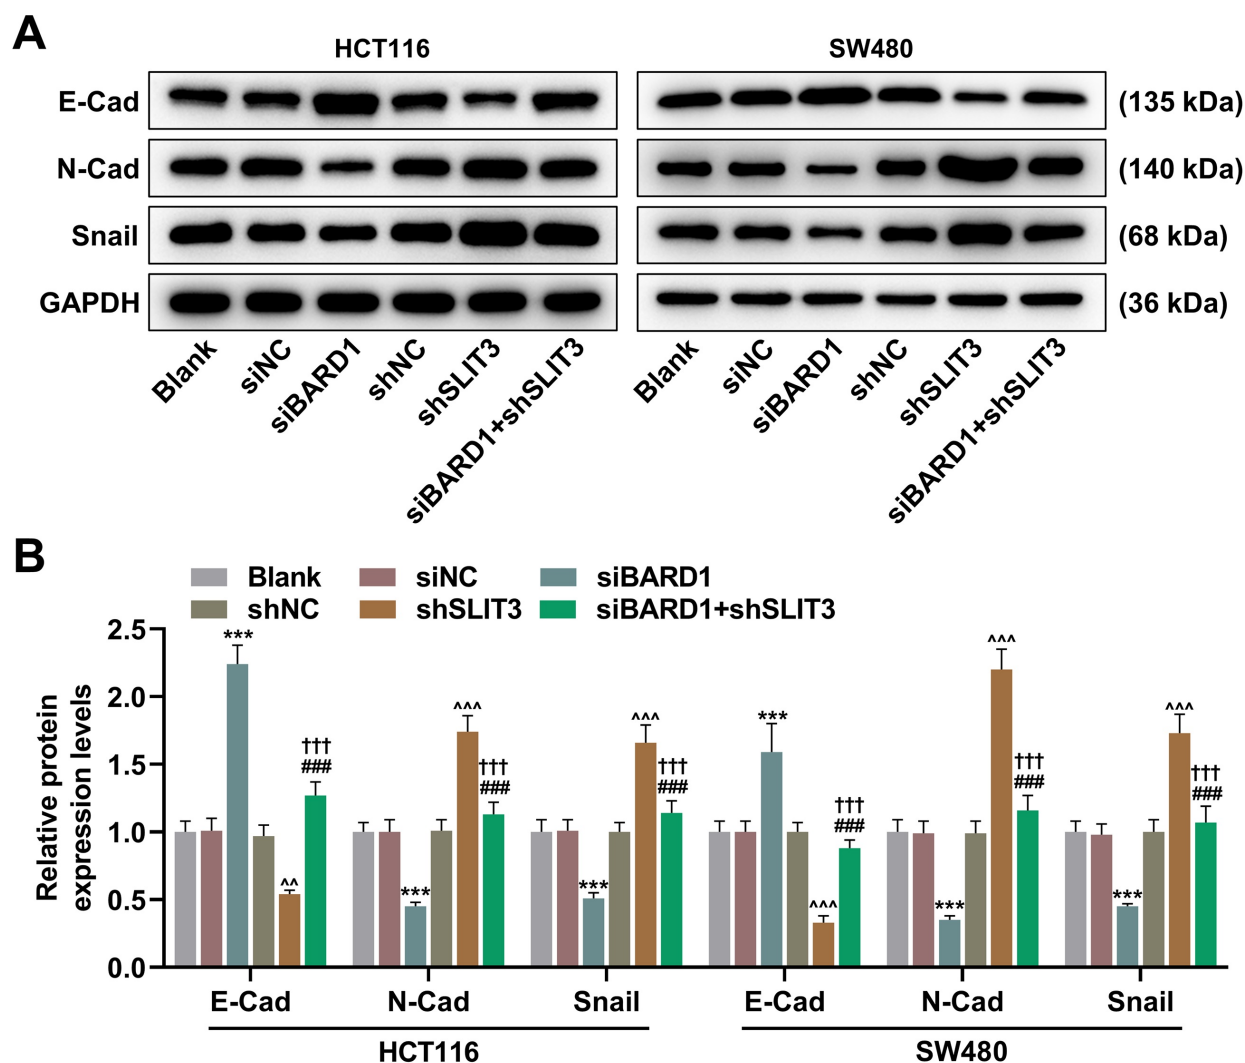 A
HCT116 SW480
E-Cad (135 kDa)
N-Cad (140 kDa)
Snail (68 kDa)
GAPDH (36 kDa)
Blank siNC siBARD1 shNC shSLIT3 siBARD1+shSLIT3 Blank siNC siBARD1 shNC shSLIT3 siBARD1+shSLIT3
B
Blank siNC siBARD1
shNC shSLIT3 siBARD1+shSLIT3
Relative protein
expression levels
2.5
2.0
1.5
1.0
0.5
0.0
*** ^^ ††† ###
*** ^^^ ††† ###
*** ^^^ ††† ###
*** ^^^ ††† ###
*** ^^^ ††† ###
*** ^^^ ††† ###
E-Cad N-Cad Snail E-Cad N-Cad Snail
HCT116 SW480